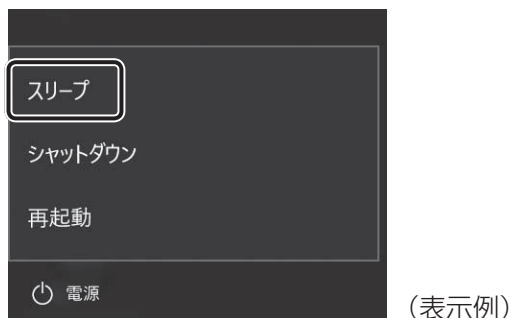 スリープ
シャットダウン
再起動
電源
（表示例）